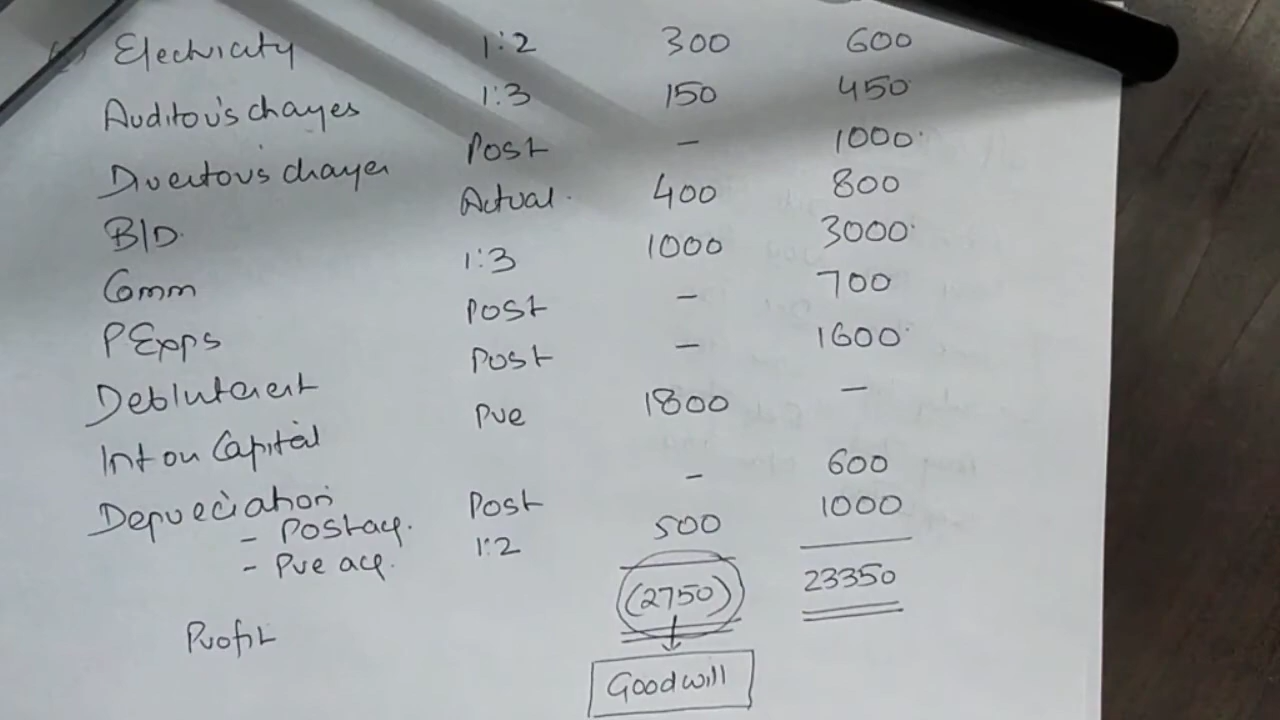 Electricity 1:2 300 600
Auditor's charges 1:3 150 450
Director's charges Post - 1000
B/D. Actual. 400 800
Comm 1:3 1000 3000
P Exps Post - 700
Debenture int Post - 1600
Int on Capital Pre 1800 -
Depreciation
- Post acq. Post - 600
- Pre acq. 1:2 500 1000
Profit (2750) 23350
Goodwill